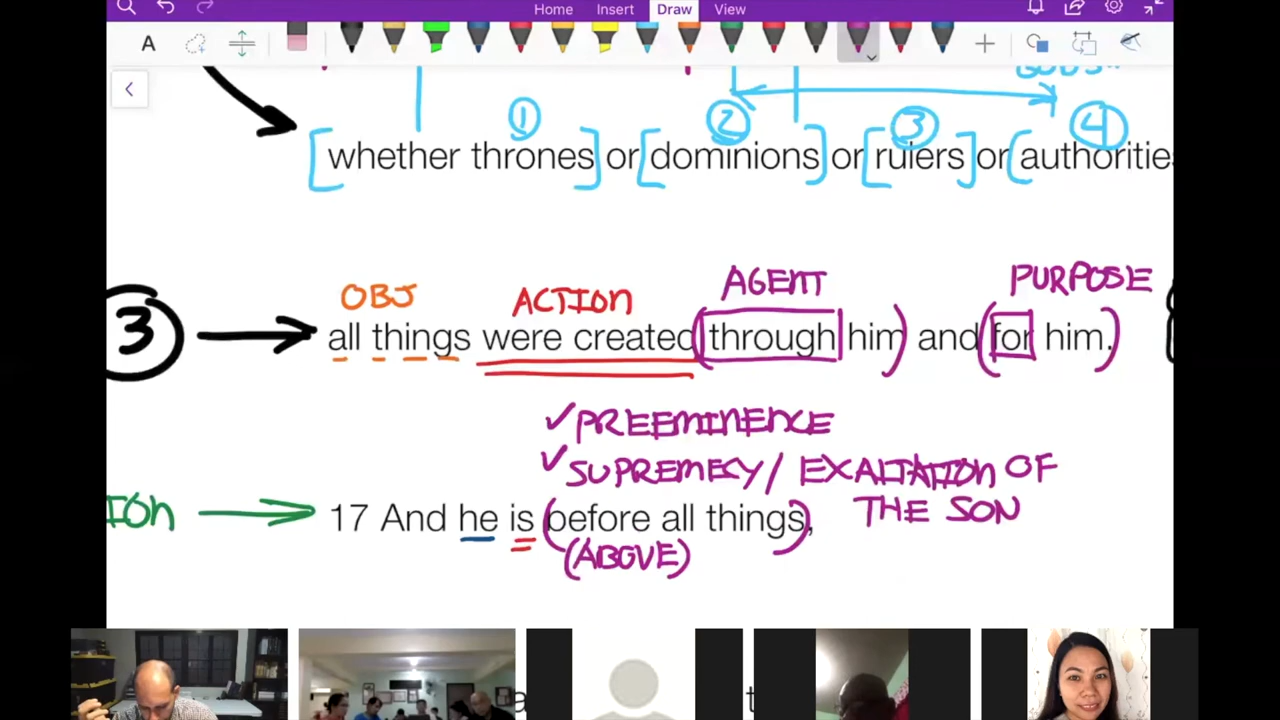 Home Insert Draw View
A
① ② ③ ④
[whether thrones] or [dominions] or [rulers] or [authorities
OBJ ACTION AGENT PURPOSE
3 all things were created (through him) and (for him.)
✓PREEMINENCE
✓SUPREMECY/ EXALTATION OF
THE SON
17 And he is (before all things),
(ABOVE)